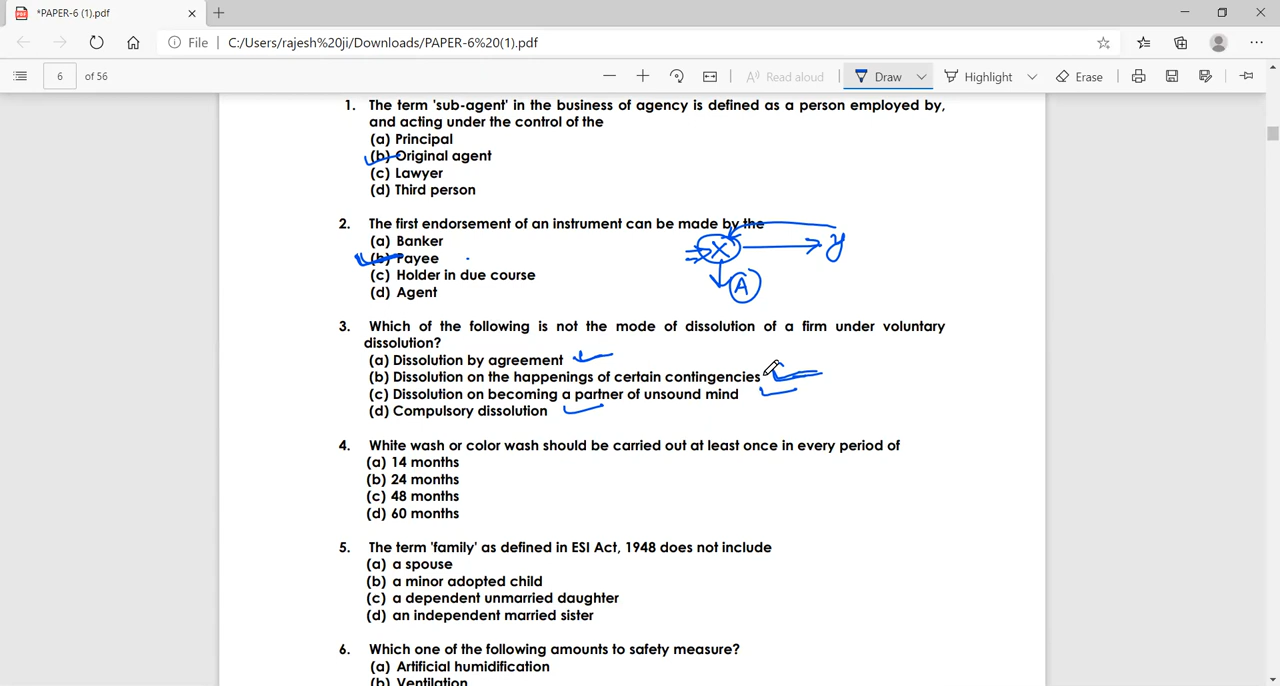 *PAPER-6 (1).pdf
File | C:/Users/rajesh%20ji/Downloads/PAPER-6%20(1).pdf
6 of 56
Read aloud
Draw
Highlight
Erase
1. The term 'sub-agent' in the business of agency is defined as a person employed by,
and acting under the control of the
(a) Principal
(b) Original agent
(c) Lawyer
(d) Third person
2. The first endorsement of an instrument can be made by the
(a) Banker
(b) Payee
(c) Holder in due course
(d) Agent
X
y
A
3. Which of the following is not the mode of dissolution of a firm under voluntary
dissolution?
(a) Dissolution by agreement
(b) Dissolution on the happenings of certain contingencies
(c) Dissolution on becoming a partner of unsound mind
(d) Compulsory dissolution
4. White wash or color wash should be carried out at least once in every period of
(a) 14 months
(b) 24 months
(c) 48 months
(d) 60 months
5. The term 'family' as defined in ESI Act, 1948 does not include
(a) a spouse
(b) a minor adopted child
(c) a dependent unmarried daughter
(d) an independent married sister
6. Which one of the following amounts to safety measure?
(a) Artificial humidification
(b) Ventilation